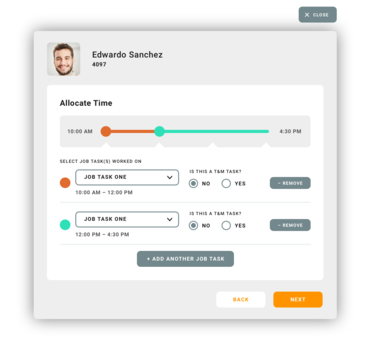 × CLOSE
Edwardo Sanchez
4097
Allocate Time
10:00 AM 4:30 PM
SELECT JOB TASK(S) WORKED ON
IS THIS A T&M TASK?
JOB TASK ONE NO YES - REMOVE
10:00 AM – 12:00 PM
IS THIS A T&M TASK?
JOB TASK ONE NO YES - REMOVE
12:00 PM – 4:30 PM
+ ADD ANOTHER JOB TASK
BACK NEXT